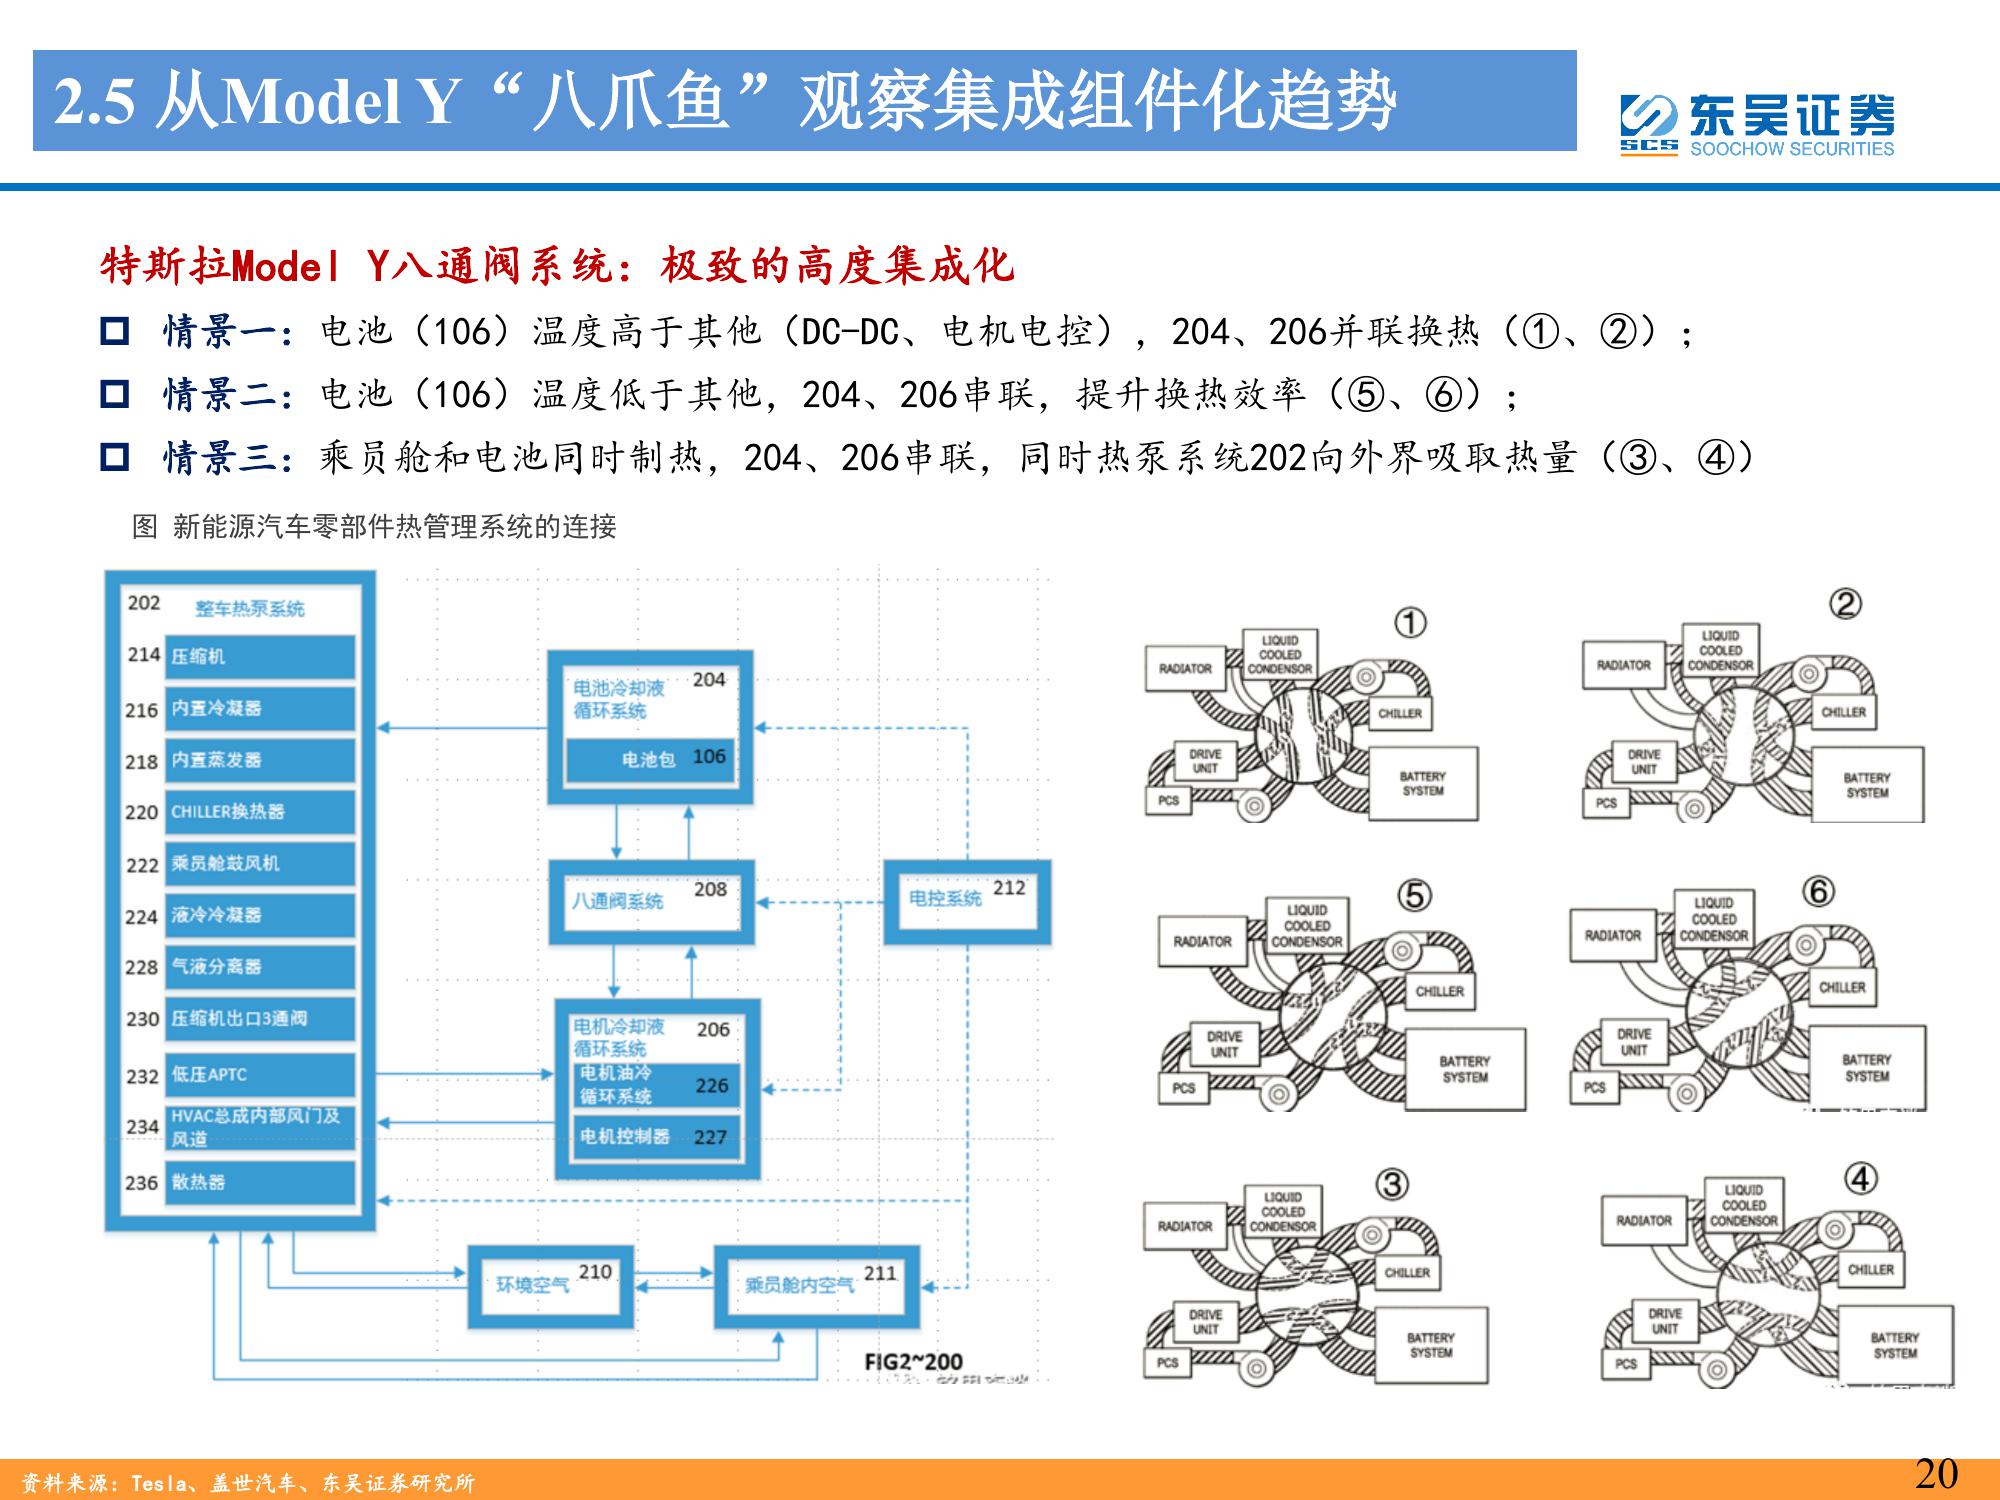 2.5 从Model Y“八爪鱼”观察集成组件化趋势
东吴证券
SCS
SOOCHOW SECURITIES
特斯拉Model Y八通阀系统：极致的高度集成化
情景一：电池（106）温度高于其他（DC-DC、电机电控），204、206并联换热（①、②）；
情景二：电池（106）温度低于其他，204、206串联，提升换热效率（⑤、⑥）；
情景三：乘员舱和电池同时制热，204、206串联，同时热泵系统202向外界吸取热量（③、④）
图 新能源汽车零部件热管理系统的连接
202 整车热泵系统
214 压缩机
216 内置冷凝器
218 内置蒸发器
220 CHILLER换热器
222 乘员舱鼓风机
224 液冷冷凝器
228 气液分离器
230 压缩机出口3通阀
232 低压APTC
234 HVAC总成内部风门及
风道
236 散热器
电池冷却液 204
循环系统
电池包 106
八通阀系统 208
电控系统 212
电机冷却液 206
循环系统
电机油冷 226
循环系统
电机控制器 227
环境空气 210
乘员舱内空气 211
FIG2~200
①
RADIATOR
LIQUID
COOLED
CONDENSOR
CHILLER
DRIVE
UNIT
PCS
BATTERY
SYSTEM
②
RADIATOR
LIQUID
COOLED
CONDENSOR
CHILLER
DRIVE
UNIT
PCS
BATTERY
SYSTEM
⑤
RADIATOR
LIQUID
COOLED
CONDENSOR
CHILLER
DRIVE
UNIT
PCS
BATTERY
SYSTEM
⑥
RADIATOR
LIQUID
COOLED
CONDENSOR
CHILLER
DRIVE
UNIT
PCS
BATTERY
SYSTEM
③
RADIATOR
LIQUID
COOLED
CONDENSOR
CHILLER
DRIVE
UNIT
PCS
BATTERY
SYSTEM
④
RADIATOR
LIQUID
COOLED
CONDENSOR
CHILLER
DRIVE
UNIT
PCS
BATTERY
SYSTEM
资料来源：Tesla、盖世汽车、东吴证券研究所
20